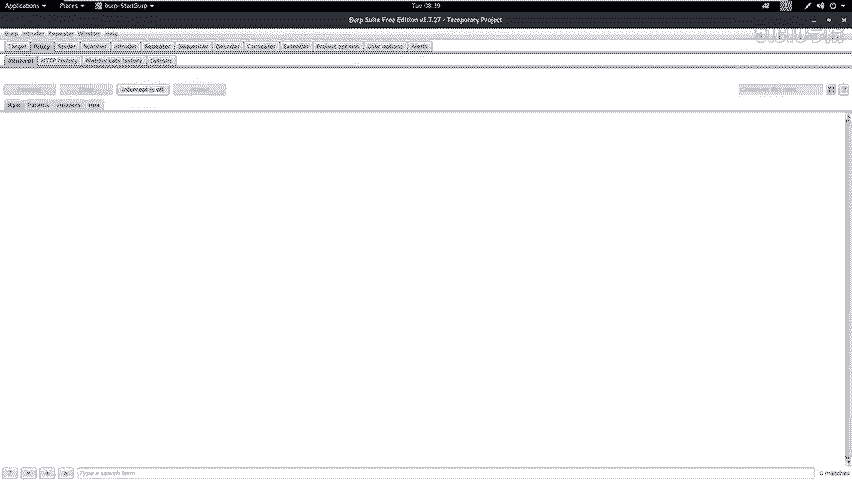 Applications Places burp-StartBurp Tue 08:39
Burp Suite Free Edition v1.7.27 - Temporary Project
Burp Intruder Repeater Window Help
Target Proxy Spider Scanner Intruder Repeater Sequencer Decoder Comparer Extender Project options User options Alerts
Intercept HTTP history WebSockets history Options
Intercept is off
Raw Params Headers Hex
Type a search term
0 matches